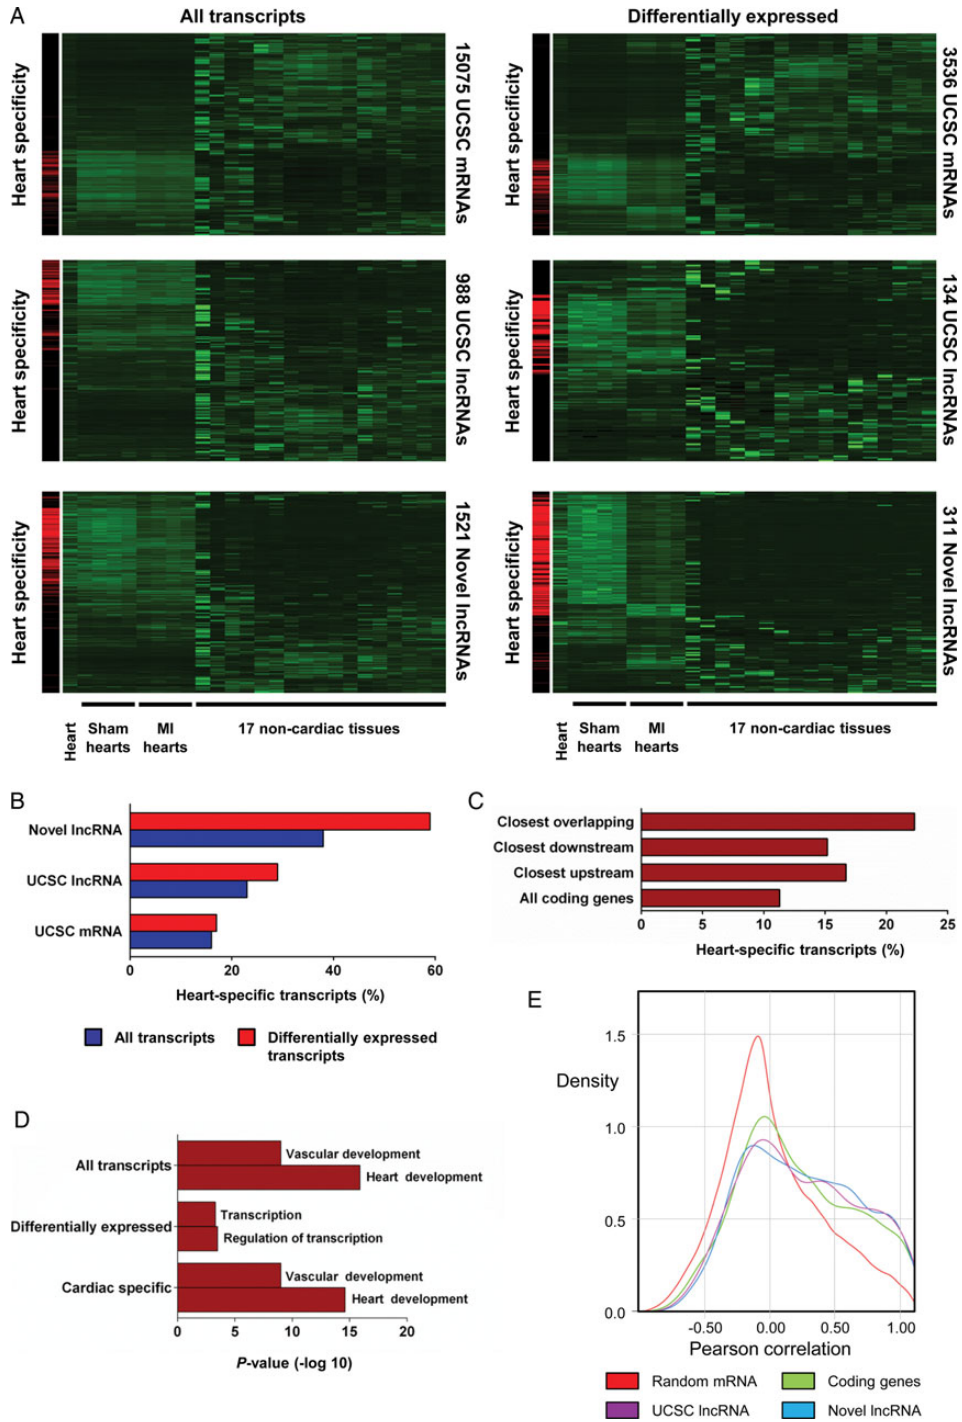 A
All transcripts
Differentially expressed
Heart specificity
15075 UCSC mRNAs
Heart specificity
3536 UCSC mRNAs
Heart specificity
988 UCSC lncRNAs
Heart specificity
134 UCSC lncRNAs
Heart specificity
1521 Novel lncRNAs
Heart specificity
311 Novel lncRNAs
Heart
Sham hearts
MI hearts
17 non-cardiac tissues
Heart
Sham hearts
MI hearts
17 non-cardiac tissues
B
Novel lncRNA
UCSC lncRNA
UCSC mRNA
0 20 40 60
Heart-specific transcripts (%)
All transcripts
Differentially expressed transcripts
C
Closest overlapping
Closest downstream
Closest upstream
All coding genes
0 5 10 15 20 25
Heart-specific transcripts (%)
D
All transcripts
Vascular development
Heart development
Differentially expressed
Transcription
Regulation of transcription
Cardiac specific
Vascular development
Heart development
0 5 10 15 20
P-value (-log 10)
E
Density
1.5
1.0
0.5
0.0
-0.50 0.00 0.50 1.00
Pearson correlation
Random mRNA
Coding genes
UCSC lncRNA
Novel lncRNA